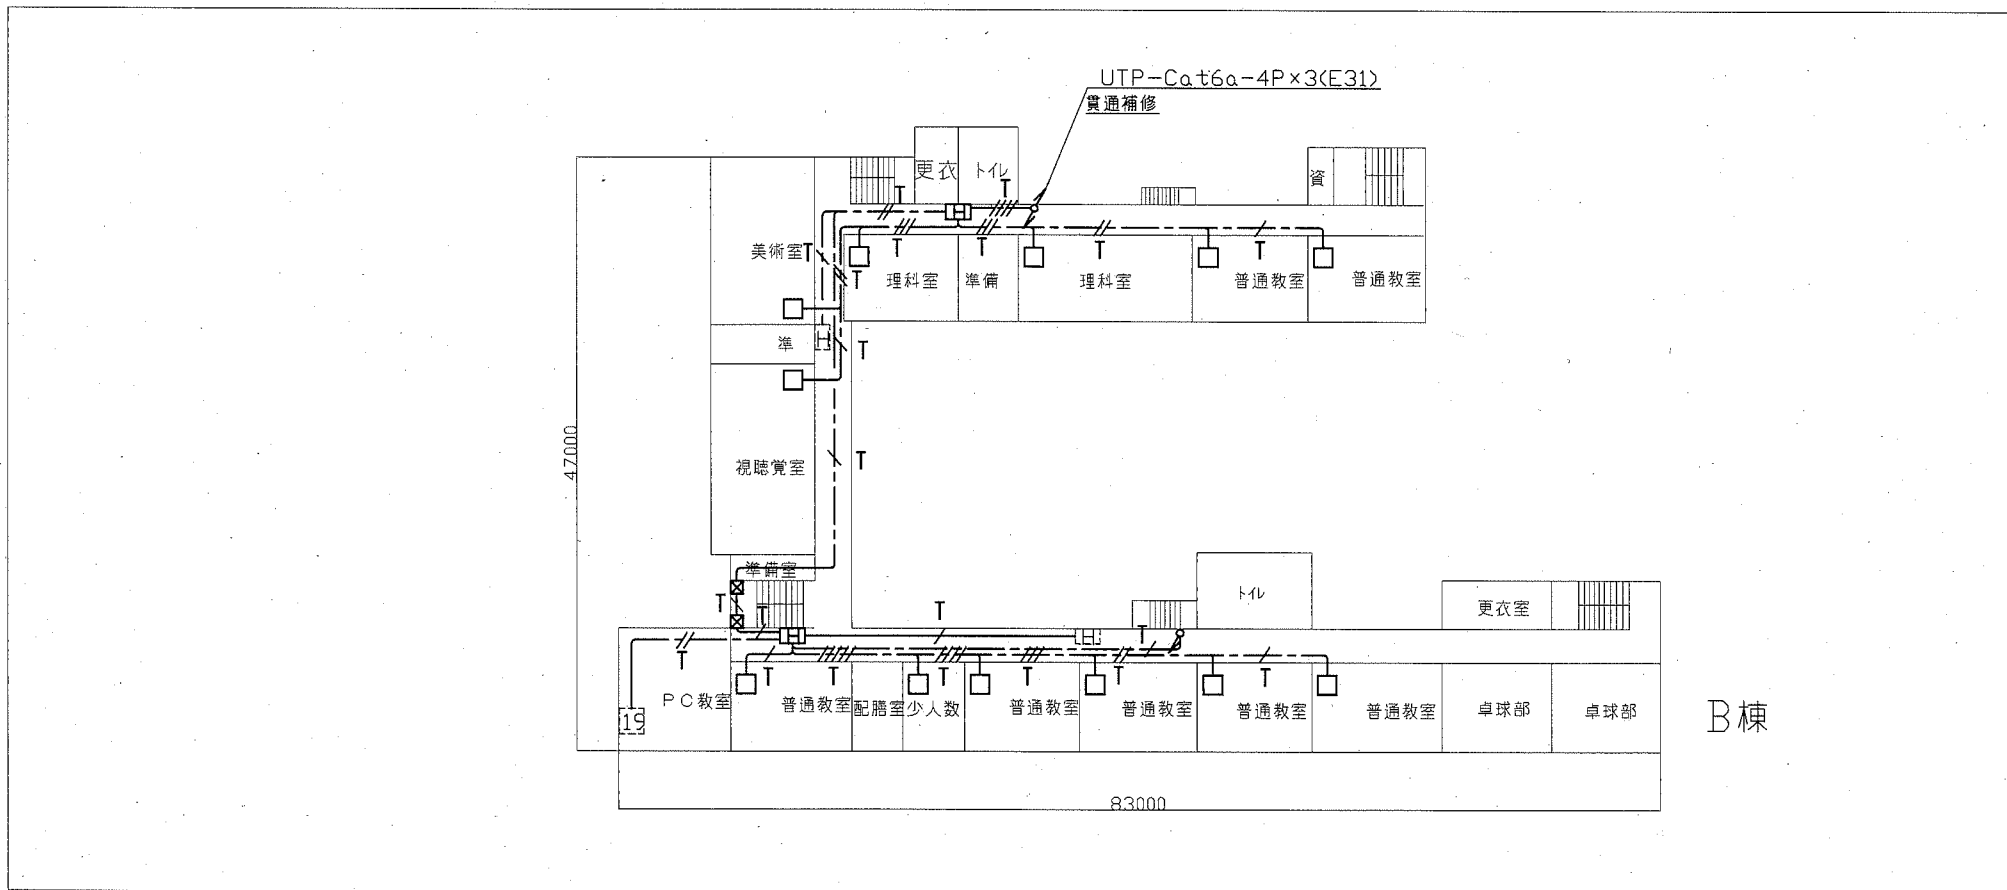 UTP-Cat6a-4P×3(E31)
貫通補修
更衣
トイレ
資
T
T
T
T
T
T
美術室
T
T
理科室
準備
理科室
普通教室
普通教室
H
準
H
T
47000
視聴覚室
T
準備室
トイレ
更衣室
T
T
T
T
H
H
T
T
T
T
T
T
T
PC教室
普通教室
配膳室
少人数
普通教室
普通教室
普通教室
普通教室
卓球部
卓球部
19
B棟
83000